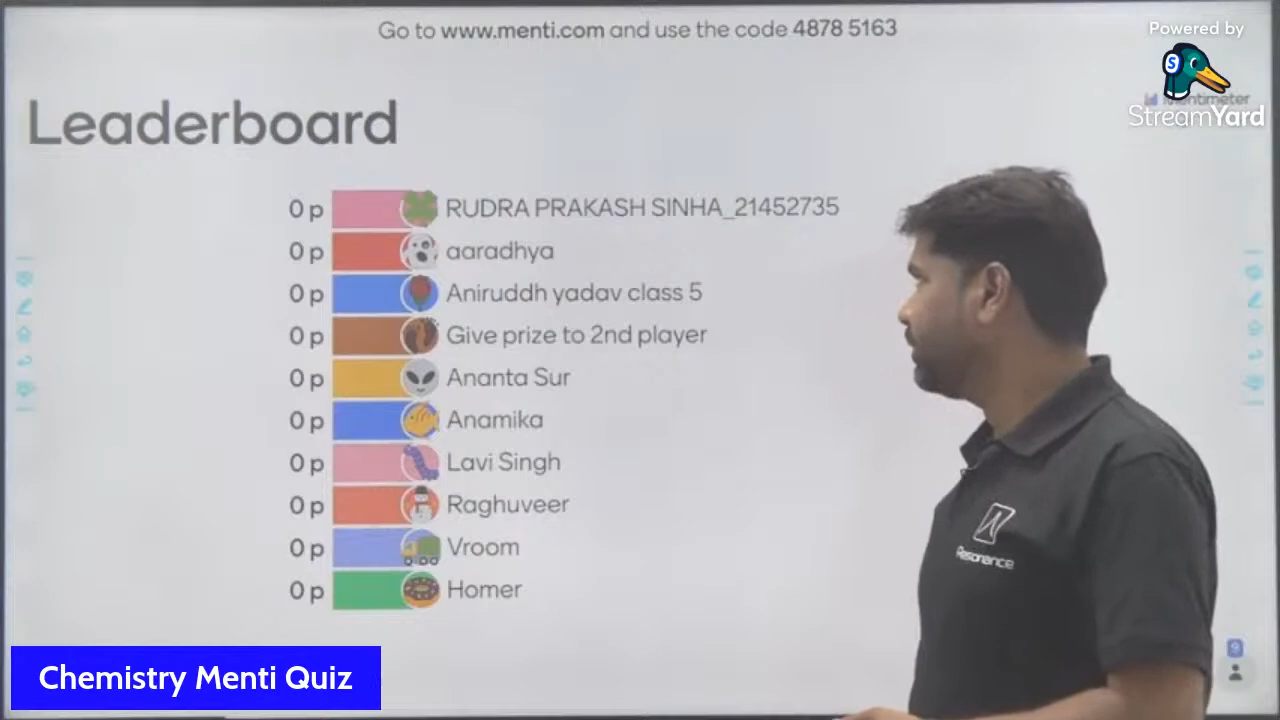 Go to www.menti.com and use the code 4878 5163
Powered by
S
Mentimeter
StreamYard
Leaderboard
0 p RUDRA PRAKASH SINHA_21452735
0 p aaradhya
0 p Aniruddh yadav class 5
0 p Give prize to 2nd player
0 p Ananta Sur
0 p Anamika
0 p Lavi Singh
0 p Raghuveer
0 p Vroom
0 p Homer
Resonance
Chemistry Menti Quiz